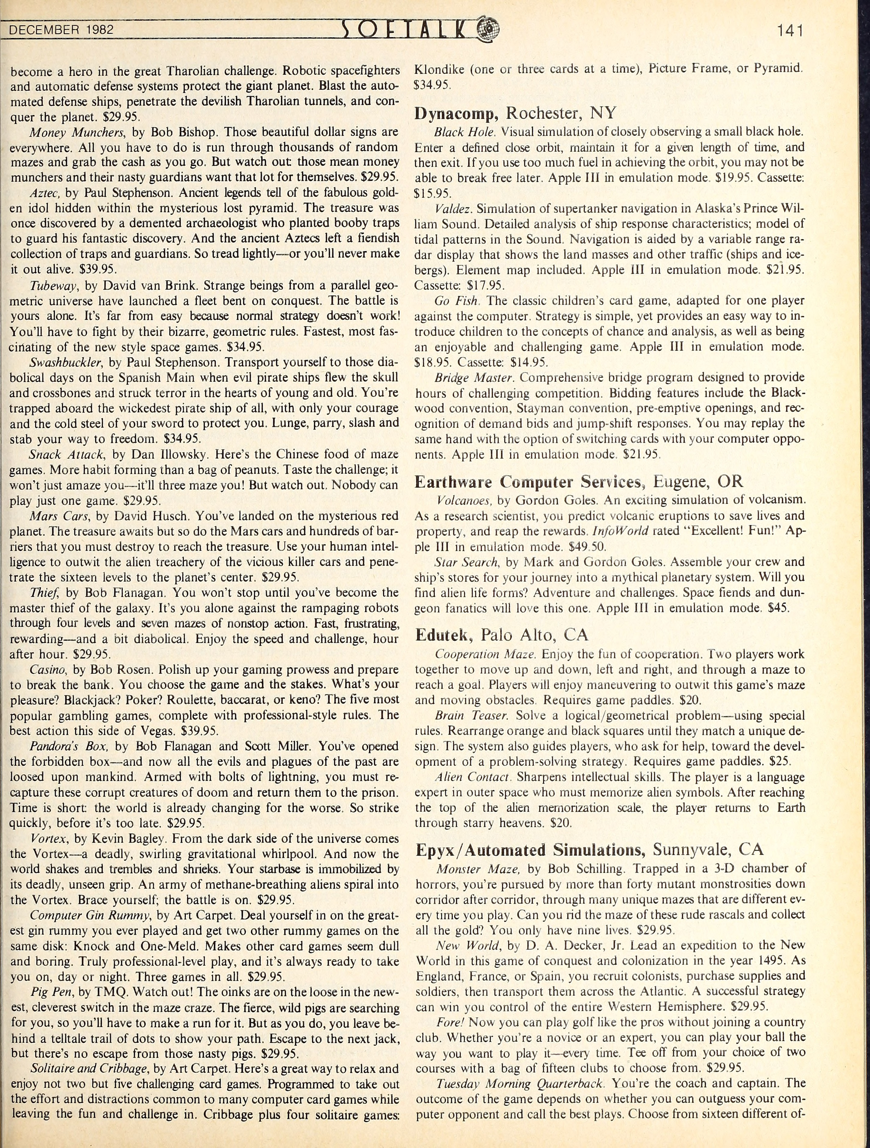 DECEMBER 1982
SOFTALK
141
become a hero in the great Tharolian challenge. Robotic spacefighters
and automatic defense systems protect the giant planet. Blast the auto-
mated defense ships, penetrate the devilish Tharolian tunnels, and con-
quer the planet. $29.95.
Money Munchers, by Bob Bishop. Those beautiful dollar signs are
everywhere. All you have to do is run through thousands of random
mazes and grab the cash as you go. But watch out: those mean money
munchers and their nasty guardians want that lot for themselves. $29.95.
Aztec, by Paul Stephenson. Ancient legends tell of the fabulous gold-
en idol hidden within the mysterious lost pyramid. The treasure was
once discovered by a demented archaeologist who planted booby traps
to guard his fantastic discovery. And the ancient Aztecs left a fiendish
collection of traps and guardians. So tread lightly—or you'll never make
it out alive. $39.95.
Tubeway, by David van Brink. Strange beings from a parallel geo-
metric universe have launched a fleet bent on conquest. The battle is
yours alone. It's far from easy because normal strategy doesn't work!
You'll have to fight by their bizarre, geometric rules. Fastest, most fas-
cinating of the new style space games. $34.95.
Swashbuckler, by Paul Stephenson. Transport yourself to those dia-
bolical days on the Spanish Main when evil pirate ships flew the skull
and crossbones and struck terror in the hearts of young and old. You're
trapped aboard the wickedest pirate ship of all, with only your courage
and the cold steel of your sword to protect you. Lunge, parry, slash and
stab your way to freedom. $34.95.
Snack Attack, by Dan Illowsky. Here's the Chinese food of maze
games. More habit forming than a bag of peanuts. Taste the challenge; it
won't just amaze you—it'll three maze you! But watch out. Nobody can
play just one game. $29.95.
Mars Cars, by David Husch. You've landed on the mysterious red
planet. The treasure awaits but so do the Mars cars and hundreds of bar-
riers that you must destroy to reach the treasure. Use your human intel-
ligence to outwit the alien treachery of the vicious killer cars and pene-
trate the sixteen levels to the planet's center. $29.95.
Thief, by Bob Flanagan. You won't stop until you've become the
master thief of the galaxy. It's you alone against the rampaging robots
through four levels and seven mazes of nonstop action. Fast, frustrating,
rewarding—and a bit diabolical. Enjoy the speed and challenge, hour
after hour. $29.95.
Casino, by Bob Rosen. Polish up your gaming prowess and prepare
to break the bank. You choose the game and the stakes. What's your
pleasure? Blackjack? Poker? Roulette, baccarat, or keno? The five most
popular gambling games, complete with professional-style rules. The
best action this side of Vegas. $39.95.
Pandora's Box, by Bob Flanagan and Scott Miller. You've opened
the forbidden box—and now all the evils and plagues of the past are
loosed upon mankind. Armed with bolts of lightning, you must re-
capture these corrupt creatures of doom and return them to the prison.
Time is short: the world is already changing for the worse. So strike
quickly, before it's too late. $29.95.
Vortex, by Kevin Bagley. From the dark side of the universe comes
the Vortex—a deadly, swirling gravitational whirlpool. And now the
world shakes and trembles and shrieks. Your starbase is immobilized by
its deadly, unseen grip. An army of methane-breathing aliens spiral into
the Vortex. Brace yourself; the battle is on. $29.95.
Computer Gin Rummy, by Art Carpet. Deal yourself in on the great-
est gin rummy you ever played and get two other rummy games on the
same disk: Knock and One-Meld. Makes other card games seem dull
and boring. Truly professional-level play, and it's always ready to take
you on, day or night. Three games in all. $29.95.
Pig Pen, by TMQ. Watch out! The oinks are on the loose in the new-
est, cleverest switch in the maze craze. The fierce, wild pigs are searching
for you, so you'll have to make a run for it. But as you do, you leave be-
hind a telltale trail of dots to show your path. Escape to the next jack,
but there's no escape from those nasty pigs. $29.95.
Solitaire and Cribbage, by Art Carpet. Here's a great way to relax and
enjoy not two but five challenging card games. Programmed to take out
the effort and distractions common to many computer card games while
leaving the fun and challenge in. Cribbage plus four solitaire games:
Klondike (one or three cards at a time), Picture Frame, or Pyramid.
$34.95.
Dynacomp, Rochester, NY
Black Hole. Visual simulation of closely observing a small black hole.
Enter a defined close orbit, maintain it for a given length of time, and
then exit. If you use too much fuel in achieving the orbit, you may not be
able to break free later. Apple III in emulation mode. $19.95. Cassette:
$15.95.
Valdez. Simulation of supertanker navigation in Alaska's Prince Wil-
liam Sound. Detailed analysis of ship response characteristics; model of
tidal patterns in the Sound. Navigation is aided by a variable range ra-
dar display that shows the land masses and other traffic (ships and ice-
bergs). Element map included. Apple III in emulation mode. $21.95.
Cassette: $17.95.
Go Fish. The classic children's card game, adapted for one player
against the computer. Strategy is simple, yet provides an easy way to in-
troduce children to the concepts of chance and analysis, as well as being
an enjoyable and challenging game. Apple III in emulation mode.
$18.95. Cassette: $14.95.
Bridge Master. Comprehensive bridge program designed to provide
hours of challenging competition. Bidding features include the Black-
wood convention, Stayman convention, pre-emptive openings, and rec-
ognition of demand bids and jump-shift responses. You may replay the
same hand with the option of switching cards with your computer oppo-
nents. Apple III in emulation mode. $21.95.
Earthware Computer Services, Eugene, OR
Volcanoes, by Gordon Goles. An exciting simulation of volcanism.
As a research scientist, you predict volcanic eruptions to save lives and
property, and reap the rewards. InfoWorld rated "Excellent! Fun!" Ap-
ple III in emulation mode. $49.50.
Star Search, by Mark and Gordon Goles. Assemble your crew and
ship's stores for your journey into a mythical planetary system. Will you
find alien life forms? Adventure and challenges. Space fiends and dun-
geon fanatics will love this one. Apple III in emulation mode. $45.
Edutek, Palo Alto, CA
Cooperation Maze. Enjoy the fun of cooperation. Two players work
together to move up and down, left and right, and through a maze to
reach a goal. Players will enjoy maneuvering to outwit this game's maze
and moving obstacles. Requires game paddles. $20.
Brain Teaser. Solve a logical/geometrical problem—using special
rules. Rearrange orange and black squares until they match a unique de-
sign. The system also guides players, who ask for help, toward the devel-
opment of a problem-solving strategy. Requires game paddles. $25.
Alien Contact. Sharpens intellectual skills. The player is a language
expert in outer space who must memorize alien symbols. After reaching
the top of the alien memorization scale, the player returns to Earth
through starry heavens. $20.
Epyx/Automated Simulations, Sunnyvale, CA
Monster Maze, by Bob Schilling. Trapped in a 3-D chamber of
horrors, you're pursued by more than forty mutant monstrosities down
corridor after corridor, through many unique mazes that are different ev-
ery time you play. Can you rid the maze of these rude rascals and collect
all the gold? You only have nine lives. $29.95.
New World, by D. A. Decker, Jr. Lead an expedition to the New
World in this game of conquest and colonization in the year 1495. As
England, France, or Spain, you recruit colonists, purchase supplies and
soldiers, then transport them across the Atlantic. A successful strategy
can win you control of the entire Western Hemisphere. $29.95.
Fore! Now you can play golf like the pros without joining a country
club. Whether you're a novice or an expert, you can play your ball the
way you want to play it—every time. Tee off from your choice of two
courses with a bag of fifteen clubs to choose from. $29.95.
Tuesday Morning Quarterback. You're the coach and captain. The
outcome of the game depends on whether you can outguess your com-
puter opponent and call the best plays. Choose from sixteen different of-